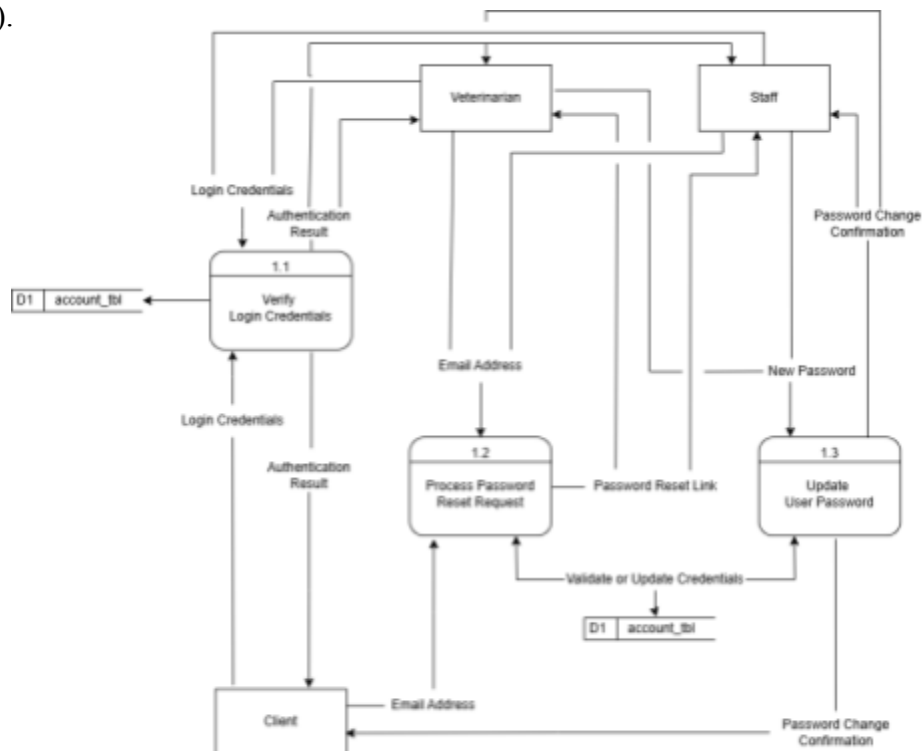 ).
Veterinarian
Staff
Login Credentials
Authentication
Result
Password Change
Confirmation
1.1
Verify
Login Credentials
D1 account_tbl
Email Address
New Password
Login Credentials
Authentication
Result
1.2
Process Password
Reset Request
Password Reset Link
1.3
Update
User Password
Validate or Update Credentials
D1 account_tbl
Client
Email Address
Password Change
Confirmation